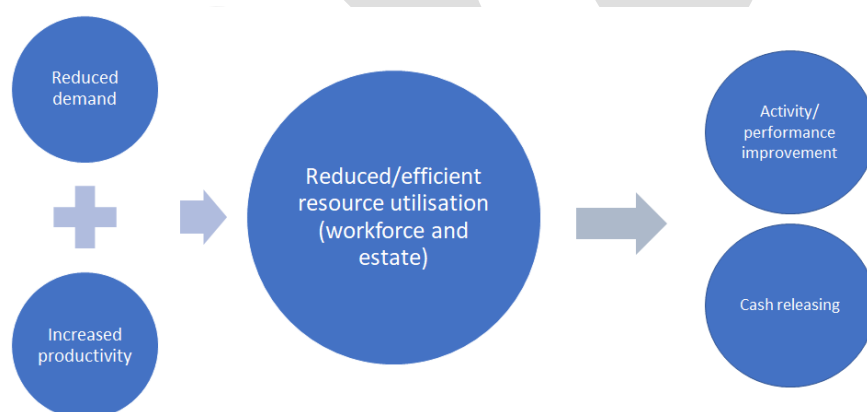 Reduced
demand
Increased
productivity
Reduced/efficient
resource utilisation
(workforce and
estate)
Activity/
performance
improvement
Cash releasing